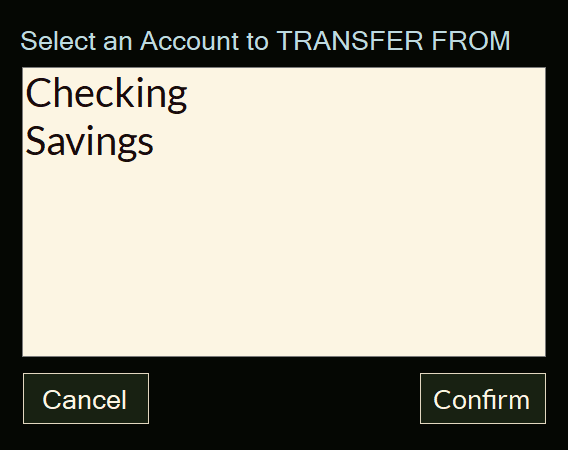 Select an Account to TRANSFER FROM
Checking
Savings
Cancel
Confirm